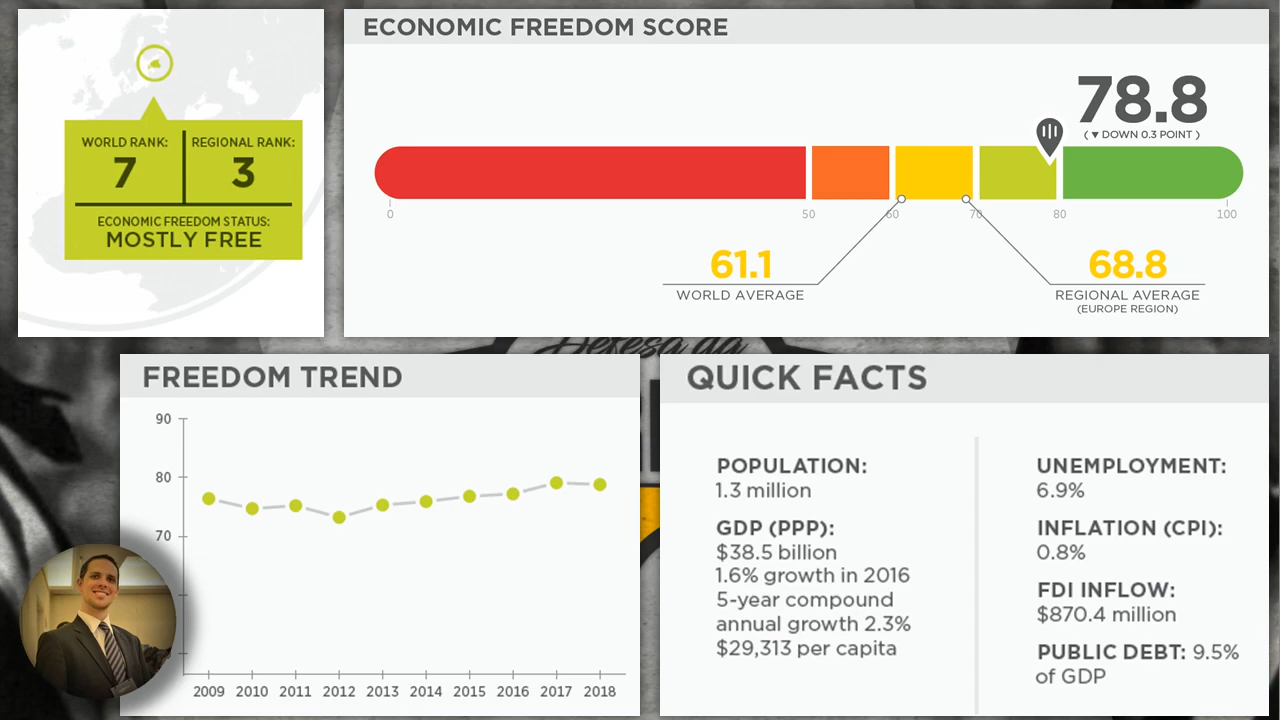 WORLD RANK:
7
REGIONAL RANK:
3
ECONOMIC FREEDOM STATUS:
MOSTLY FREE
ECONOMIC FREEDOM SCORE
78.8
( ▼ DOWN 0.3 POINT )
0
50
60
70
80
100
61.1
WORLD AVERAGE
68.8
REGIONAL AVERAGE
(EUROPE REGION)
Defesa da
FREEDOM TREND
90
80
70
2009
2010
2011
2012
2013
2014
2015
2016
2017
2018
QUICK FACTS
POPULATION:
1.3 million
GDP (PPP):
$38.5 billion
1.6% growth in 2016
5-year compound
annual growth 2.3%
$29,313 per capita
UNEMPLOYMENT:
6.9%
INFLATION (CPI):
0.8%
FDI INFLOW:
$870.4 million
PUBLIC DEBT: 9.5%
of GDP